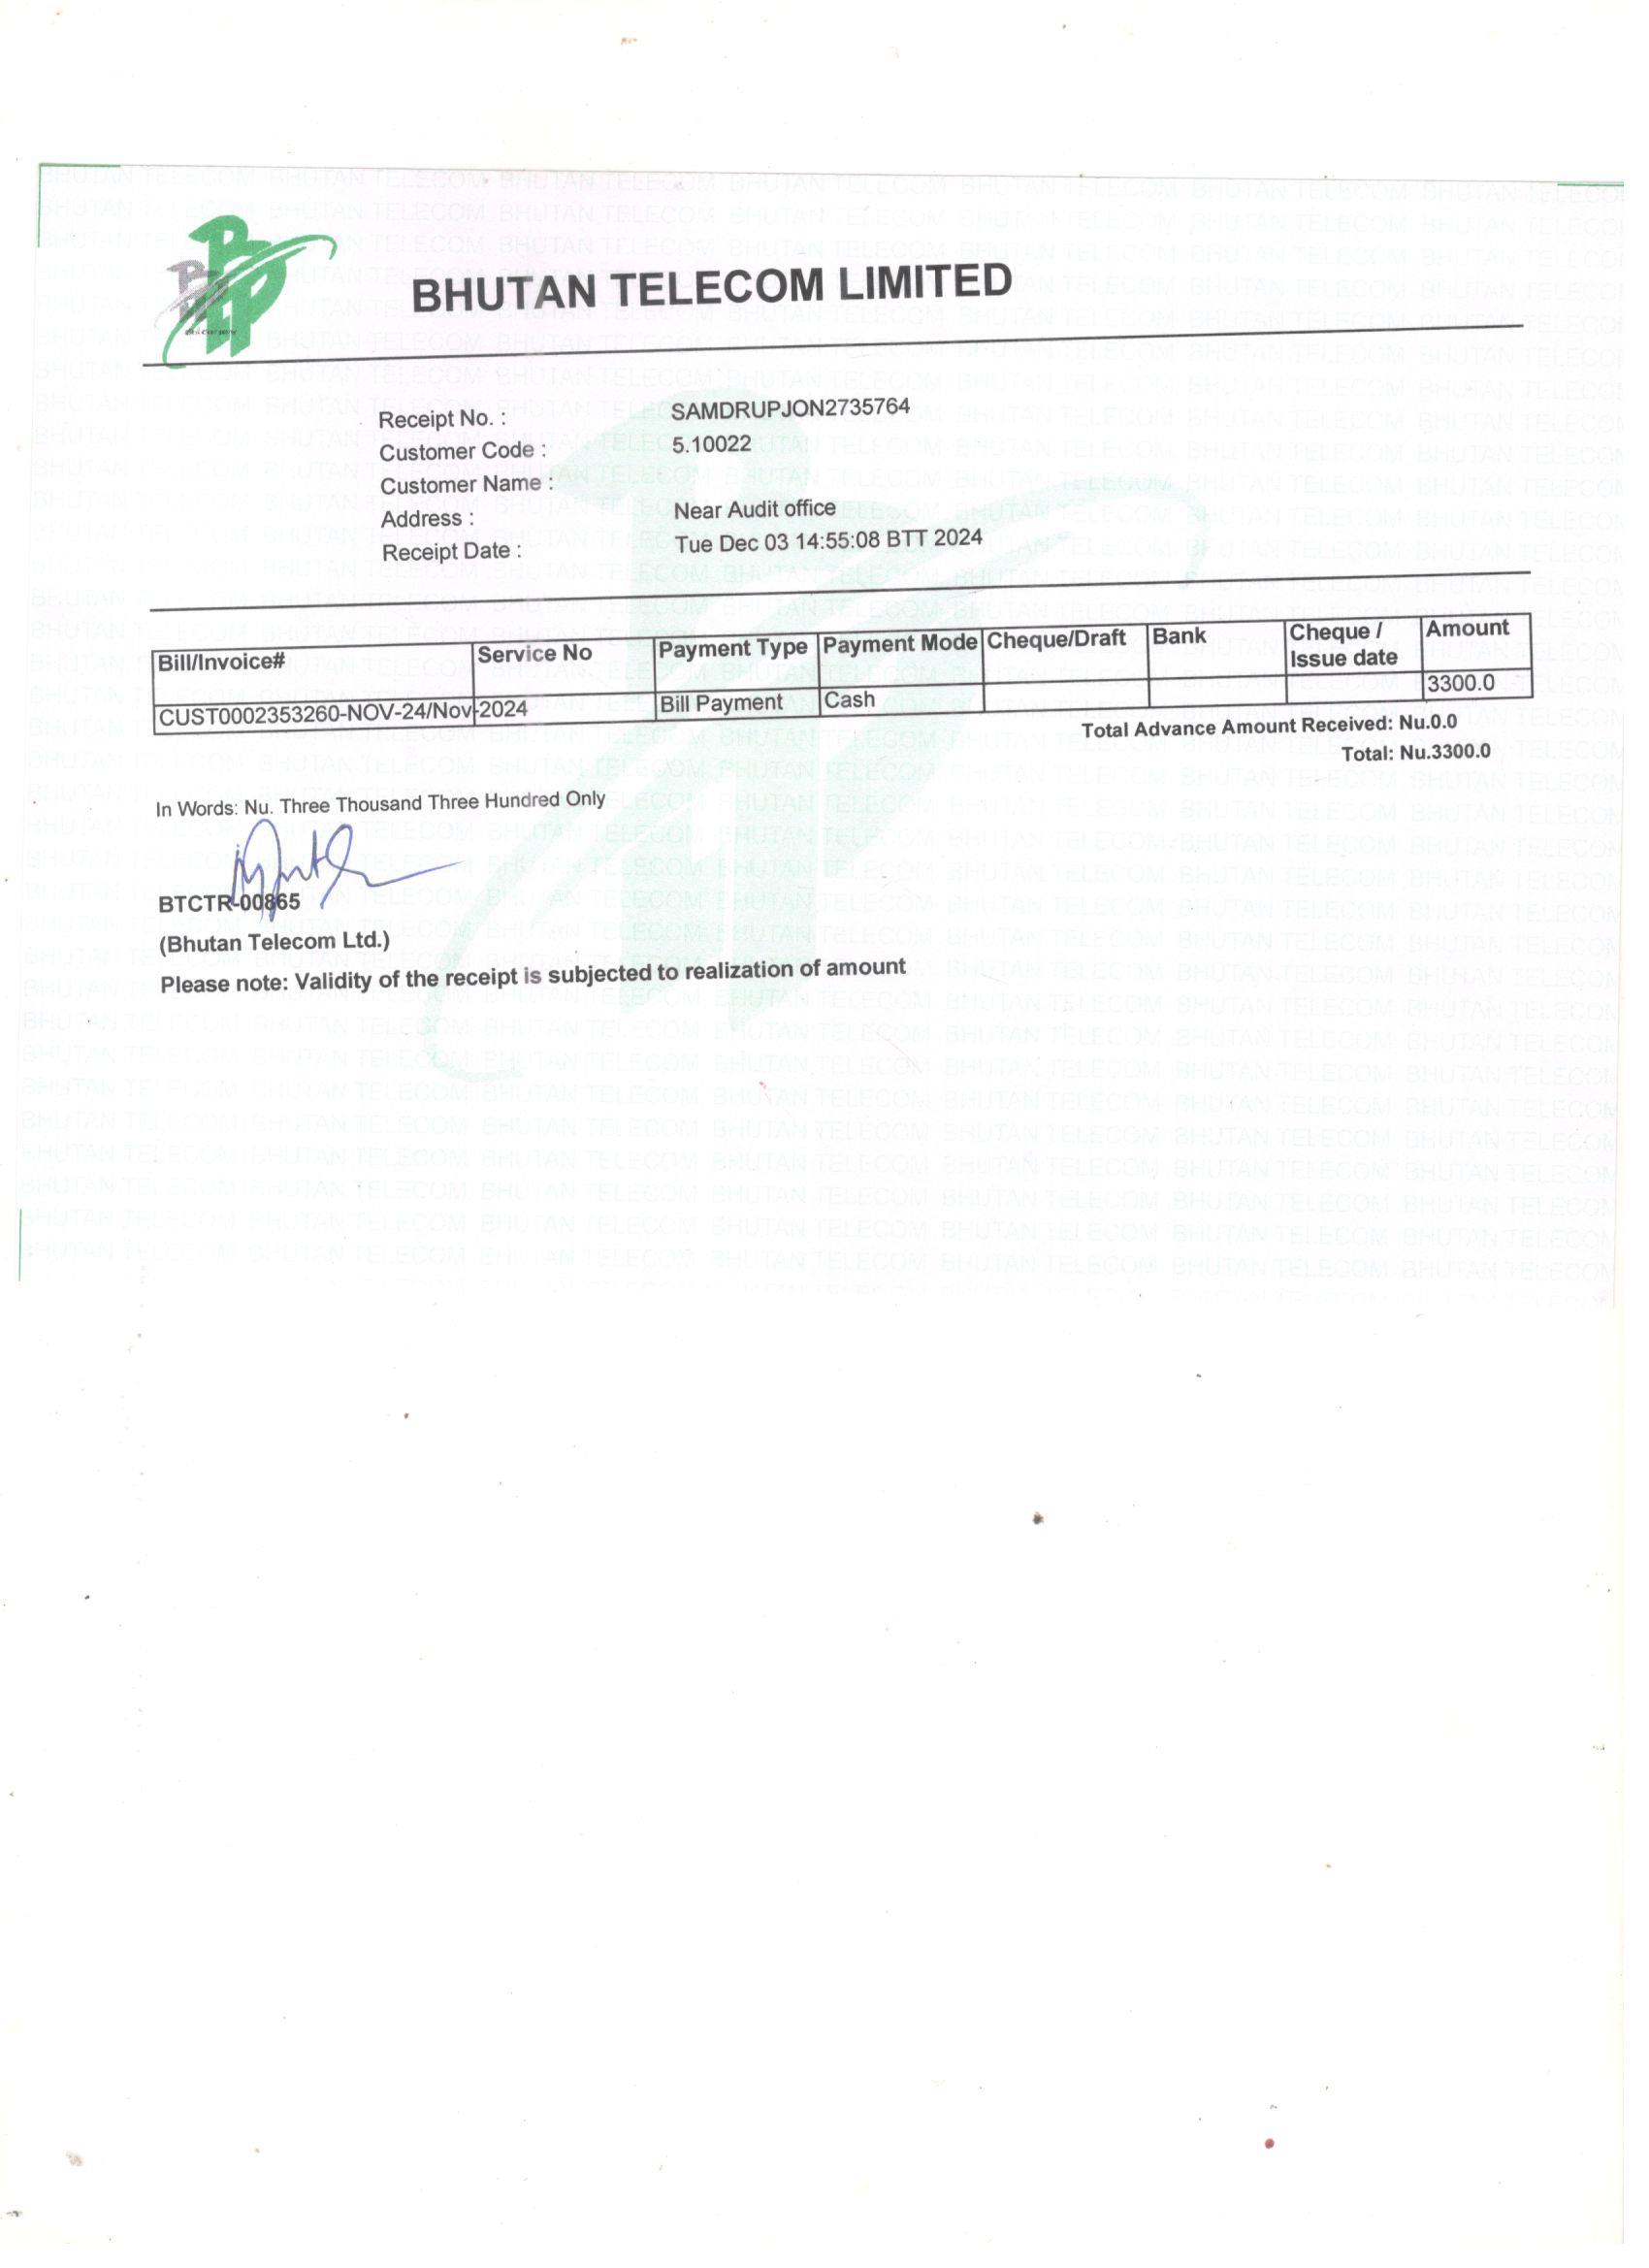 BHUTAN TELECOM LIMITED
Receipt No. : SAMDRUPJON2735764
Customer Code : 5.10022
Customer Name :
Address : Near Audit office
Receipt Date : Tue Dec 03 14:55:08 BTT 2024
Bill/Invoice# Service No Payment Type Payment Mode Cheque/Draft Bank Cheque / Issue date Amount
CUST0002353260-NOV-24/Nov-2024 Bill Payment Cash 3300.0
Total Advance Amount Received: Nu.0.0
Total: Nu.3300.0
In Words: Nu. Three Thousand Three Hundred Only
BTCTR-00865
(Bhutan Telecom Ltd.)
Please note: Validity of the receipt is subjected to realization of amount